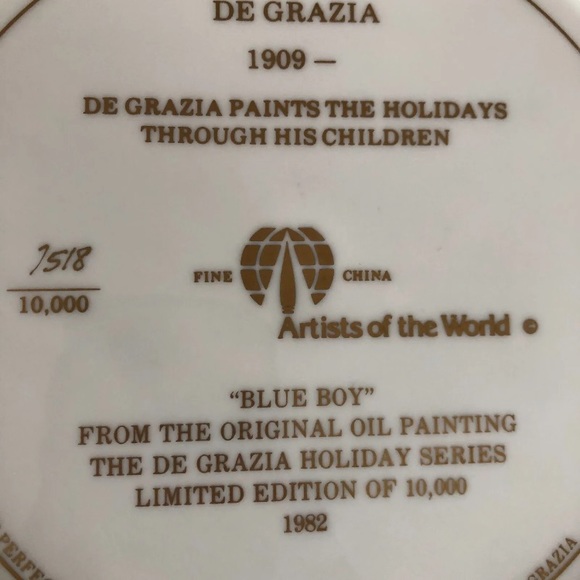 DE GRAZIA
1909 —
DE GRAZIA PAINTS THE HOLIDAYS
THROUGH HIS CHILDREN
7518
10,000
FINE CHINA
Artists of the World ©
“BLUE BOY”
FROM THE ORIGINAL OIL PAINTING
THE DE GRAZIA HOLIDAY SERIES
LIMITED EDITION OF 10,000
1982